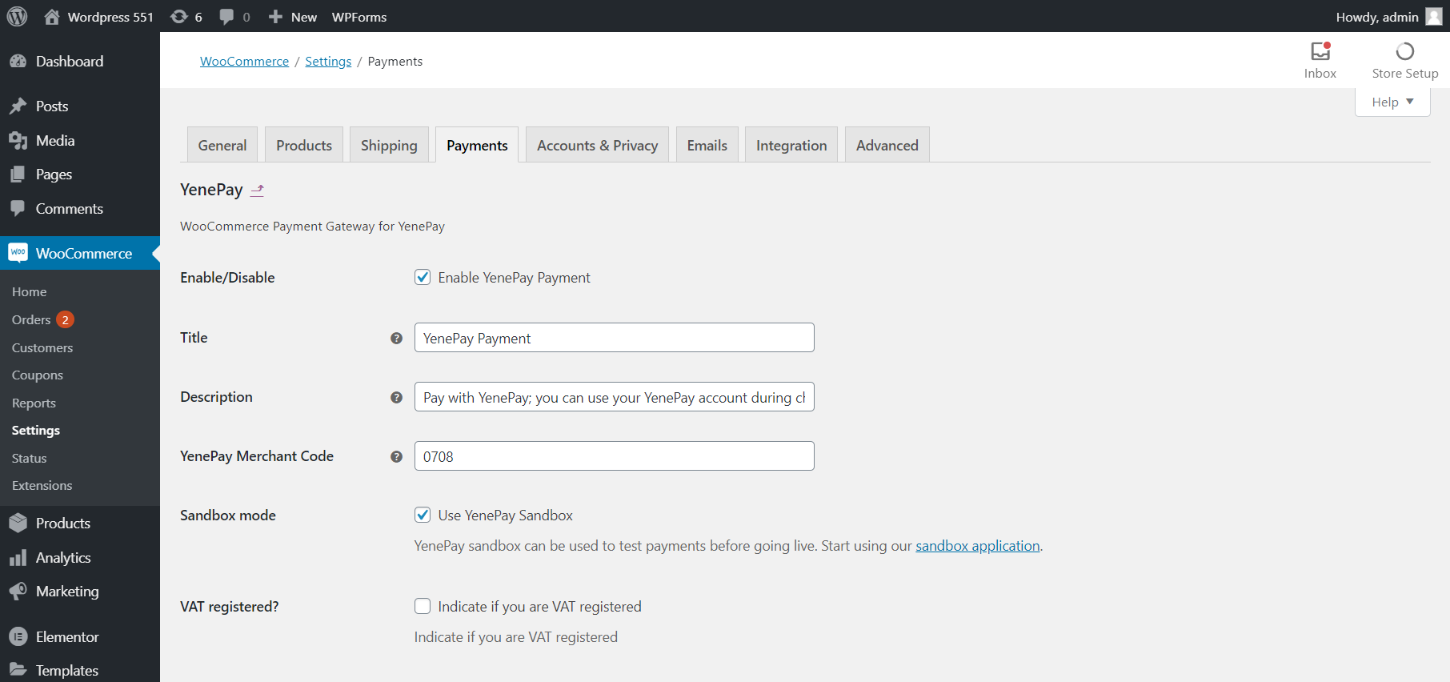 Wordpress 551 6 0 New WPForms Howdy, admin
Dashboard
Posts
Media
Pages
Comments
Woo WooCommerce
Home
Orders 2
Customers
Coupons
Reports
Settings
Status
Extensions
Products
Analytics
Marketing
Elementor
Templates
WooCommerce / Settings / Payments
Inbox
Store Setup
Help
General Products Shipping Payments Accounts & Privacy Emails Integration Advanced
YenePay
WooCommerce Payment Gateway for YenePay
Enable/Disable Enable YenePay Payment
Title ? YenePay Payment
Description ? Pay with YenePay; you can use your YenePay account during
YenePay Merchant Code ? 0708
Sandbox mode Use YenePay Sandbox
YenePay sandbox can be used to test payments before going live. Start using our sandbox application.
VAT registered? Indicate if you are VAT registered
Indicate if you are VAT registered